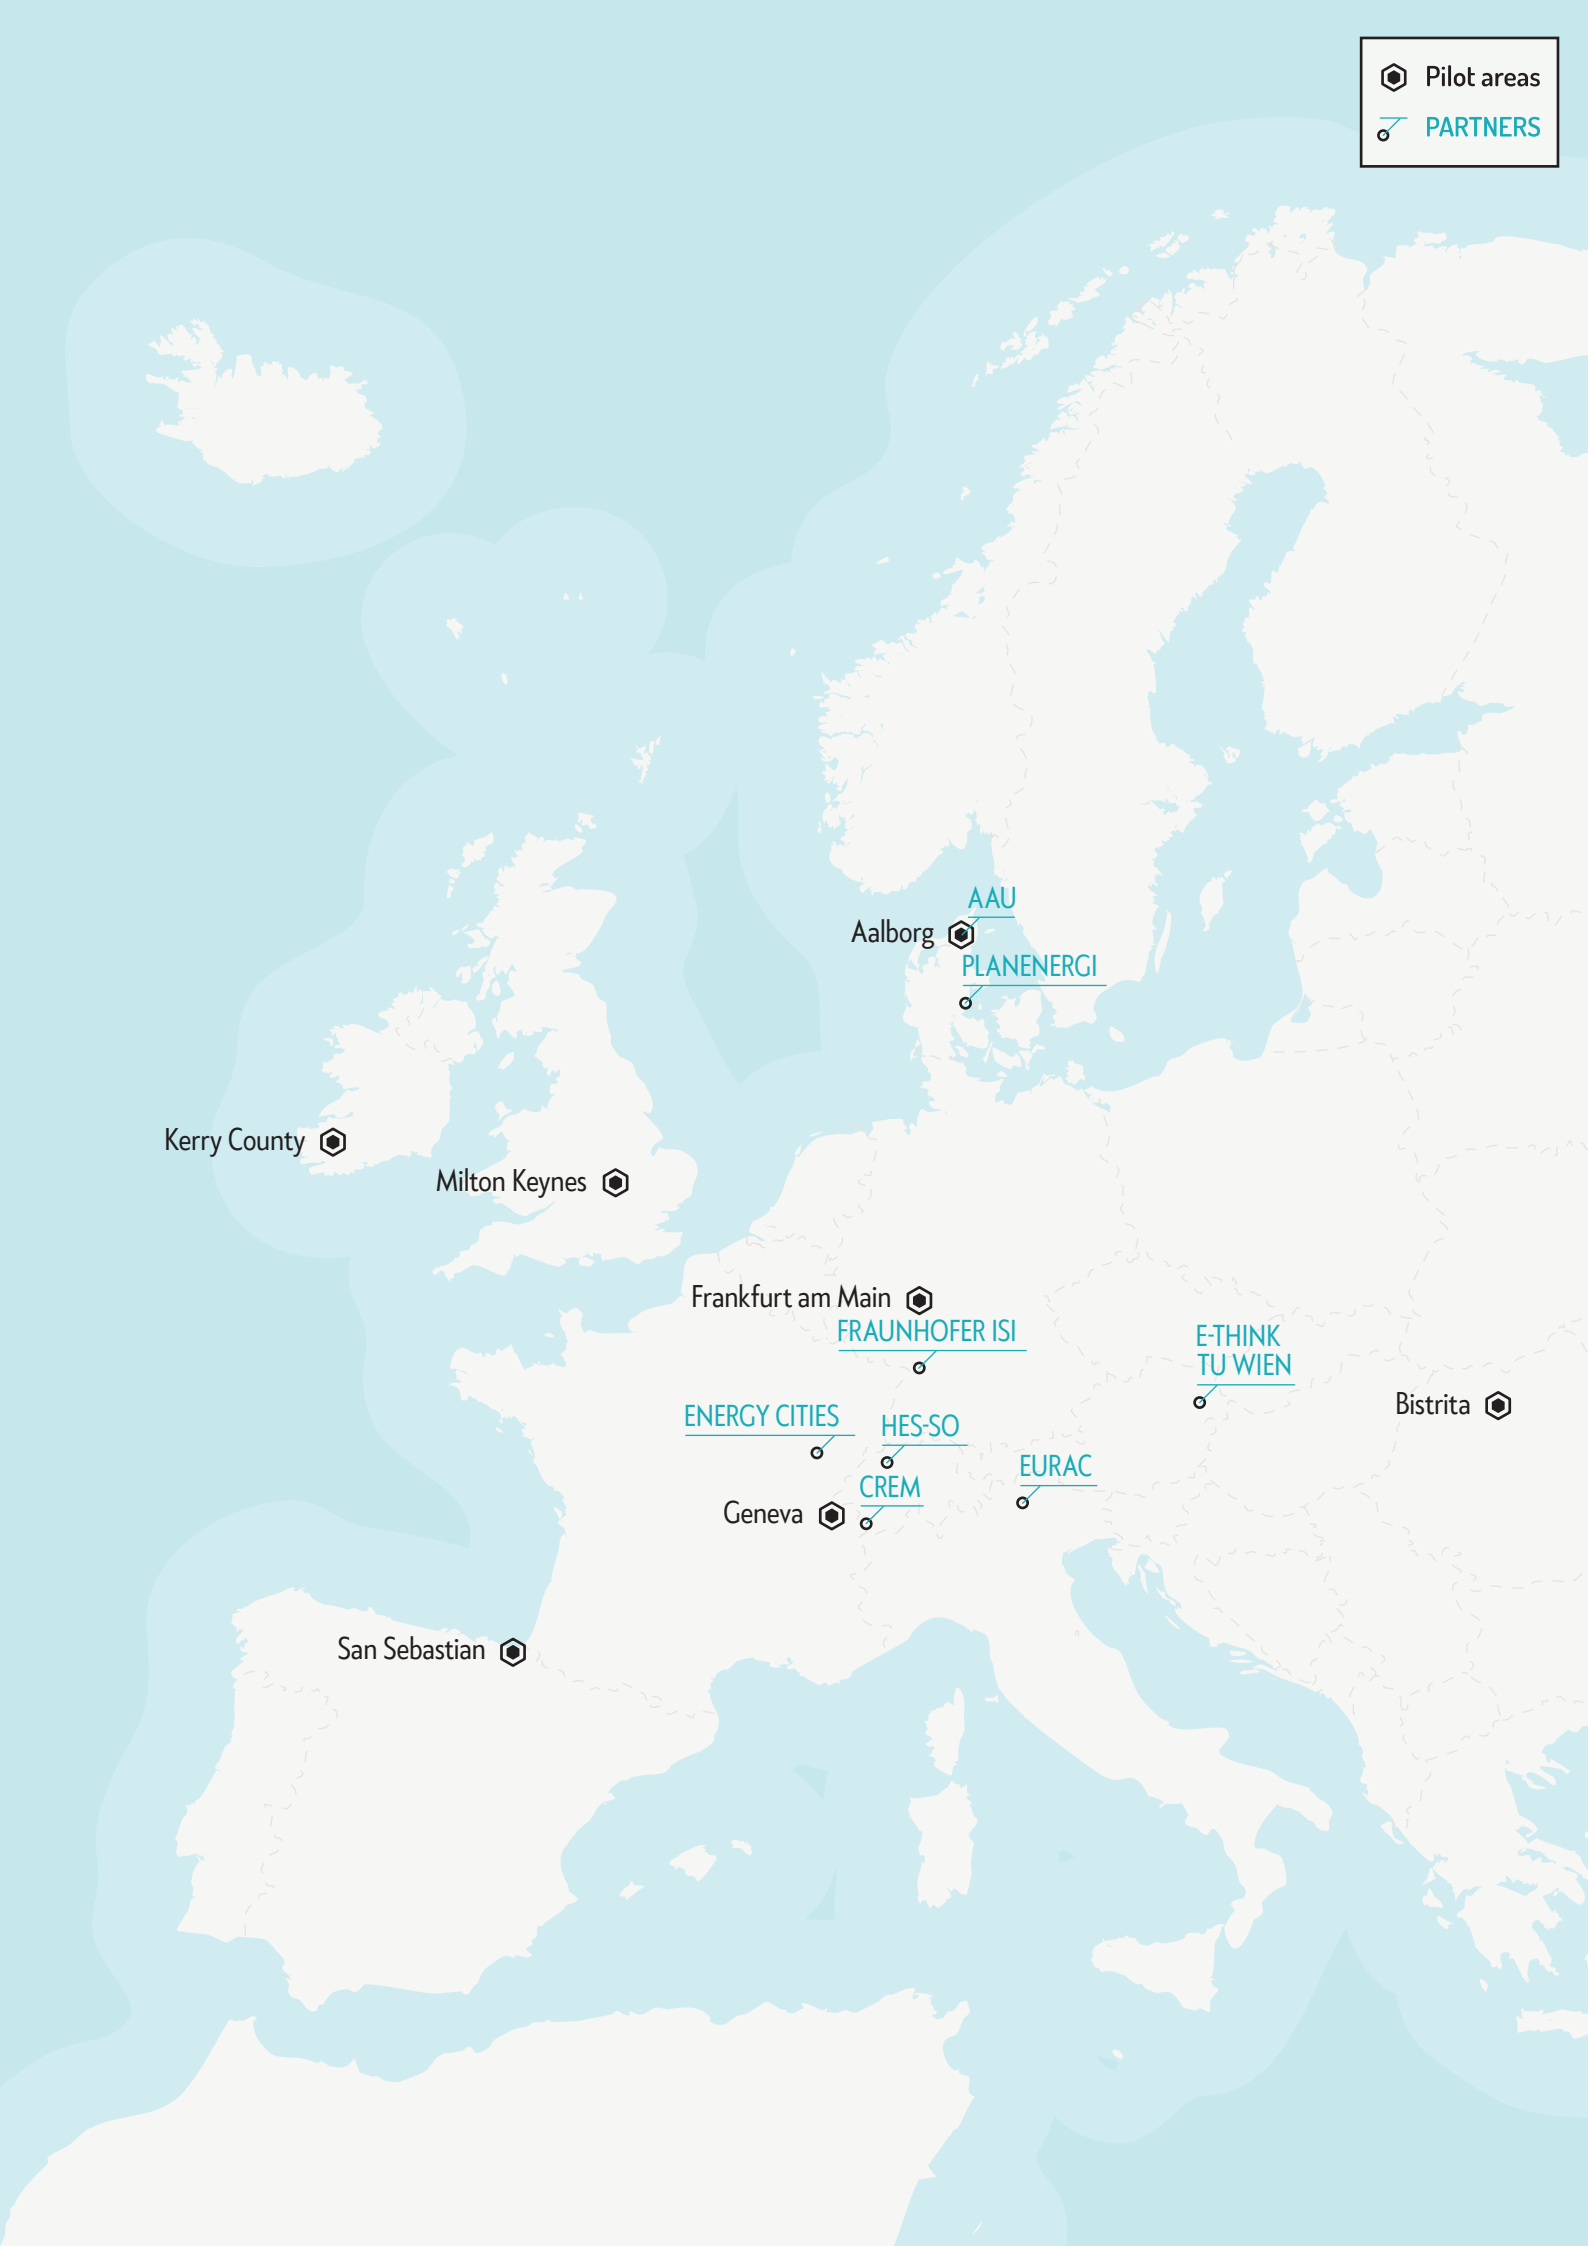 Pilot areas
PARTNERS
AAU
Aalborg
PLANENERGI
Kerry County
Milton Keynes
Frankfurt am Main
FRAUNHOFER ISI
E-THINK
TU WIEN
Bistrita
ENERGY CITIES
HES-SO
EURAC
CREM
Geneva
San Sebastian